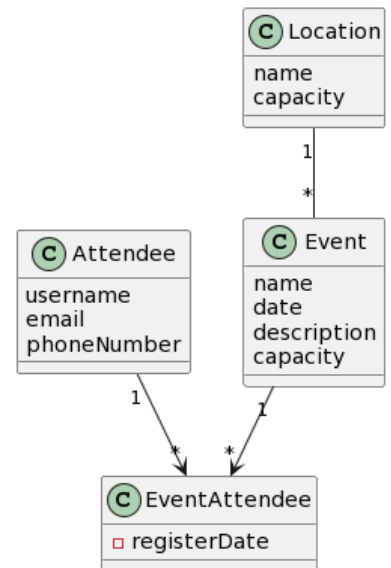 C Location
name
capacity
1
*
C Attendee
username
email
phoneNumber
C Event
name
date
description
capacity
1
*
1
*
C EventAttendee
registerDate